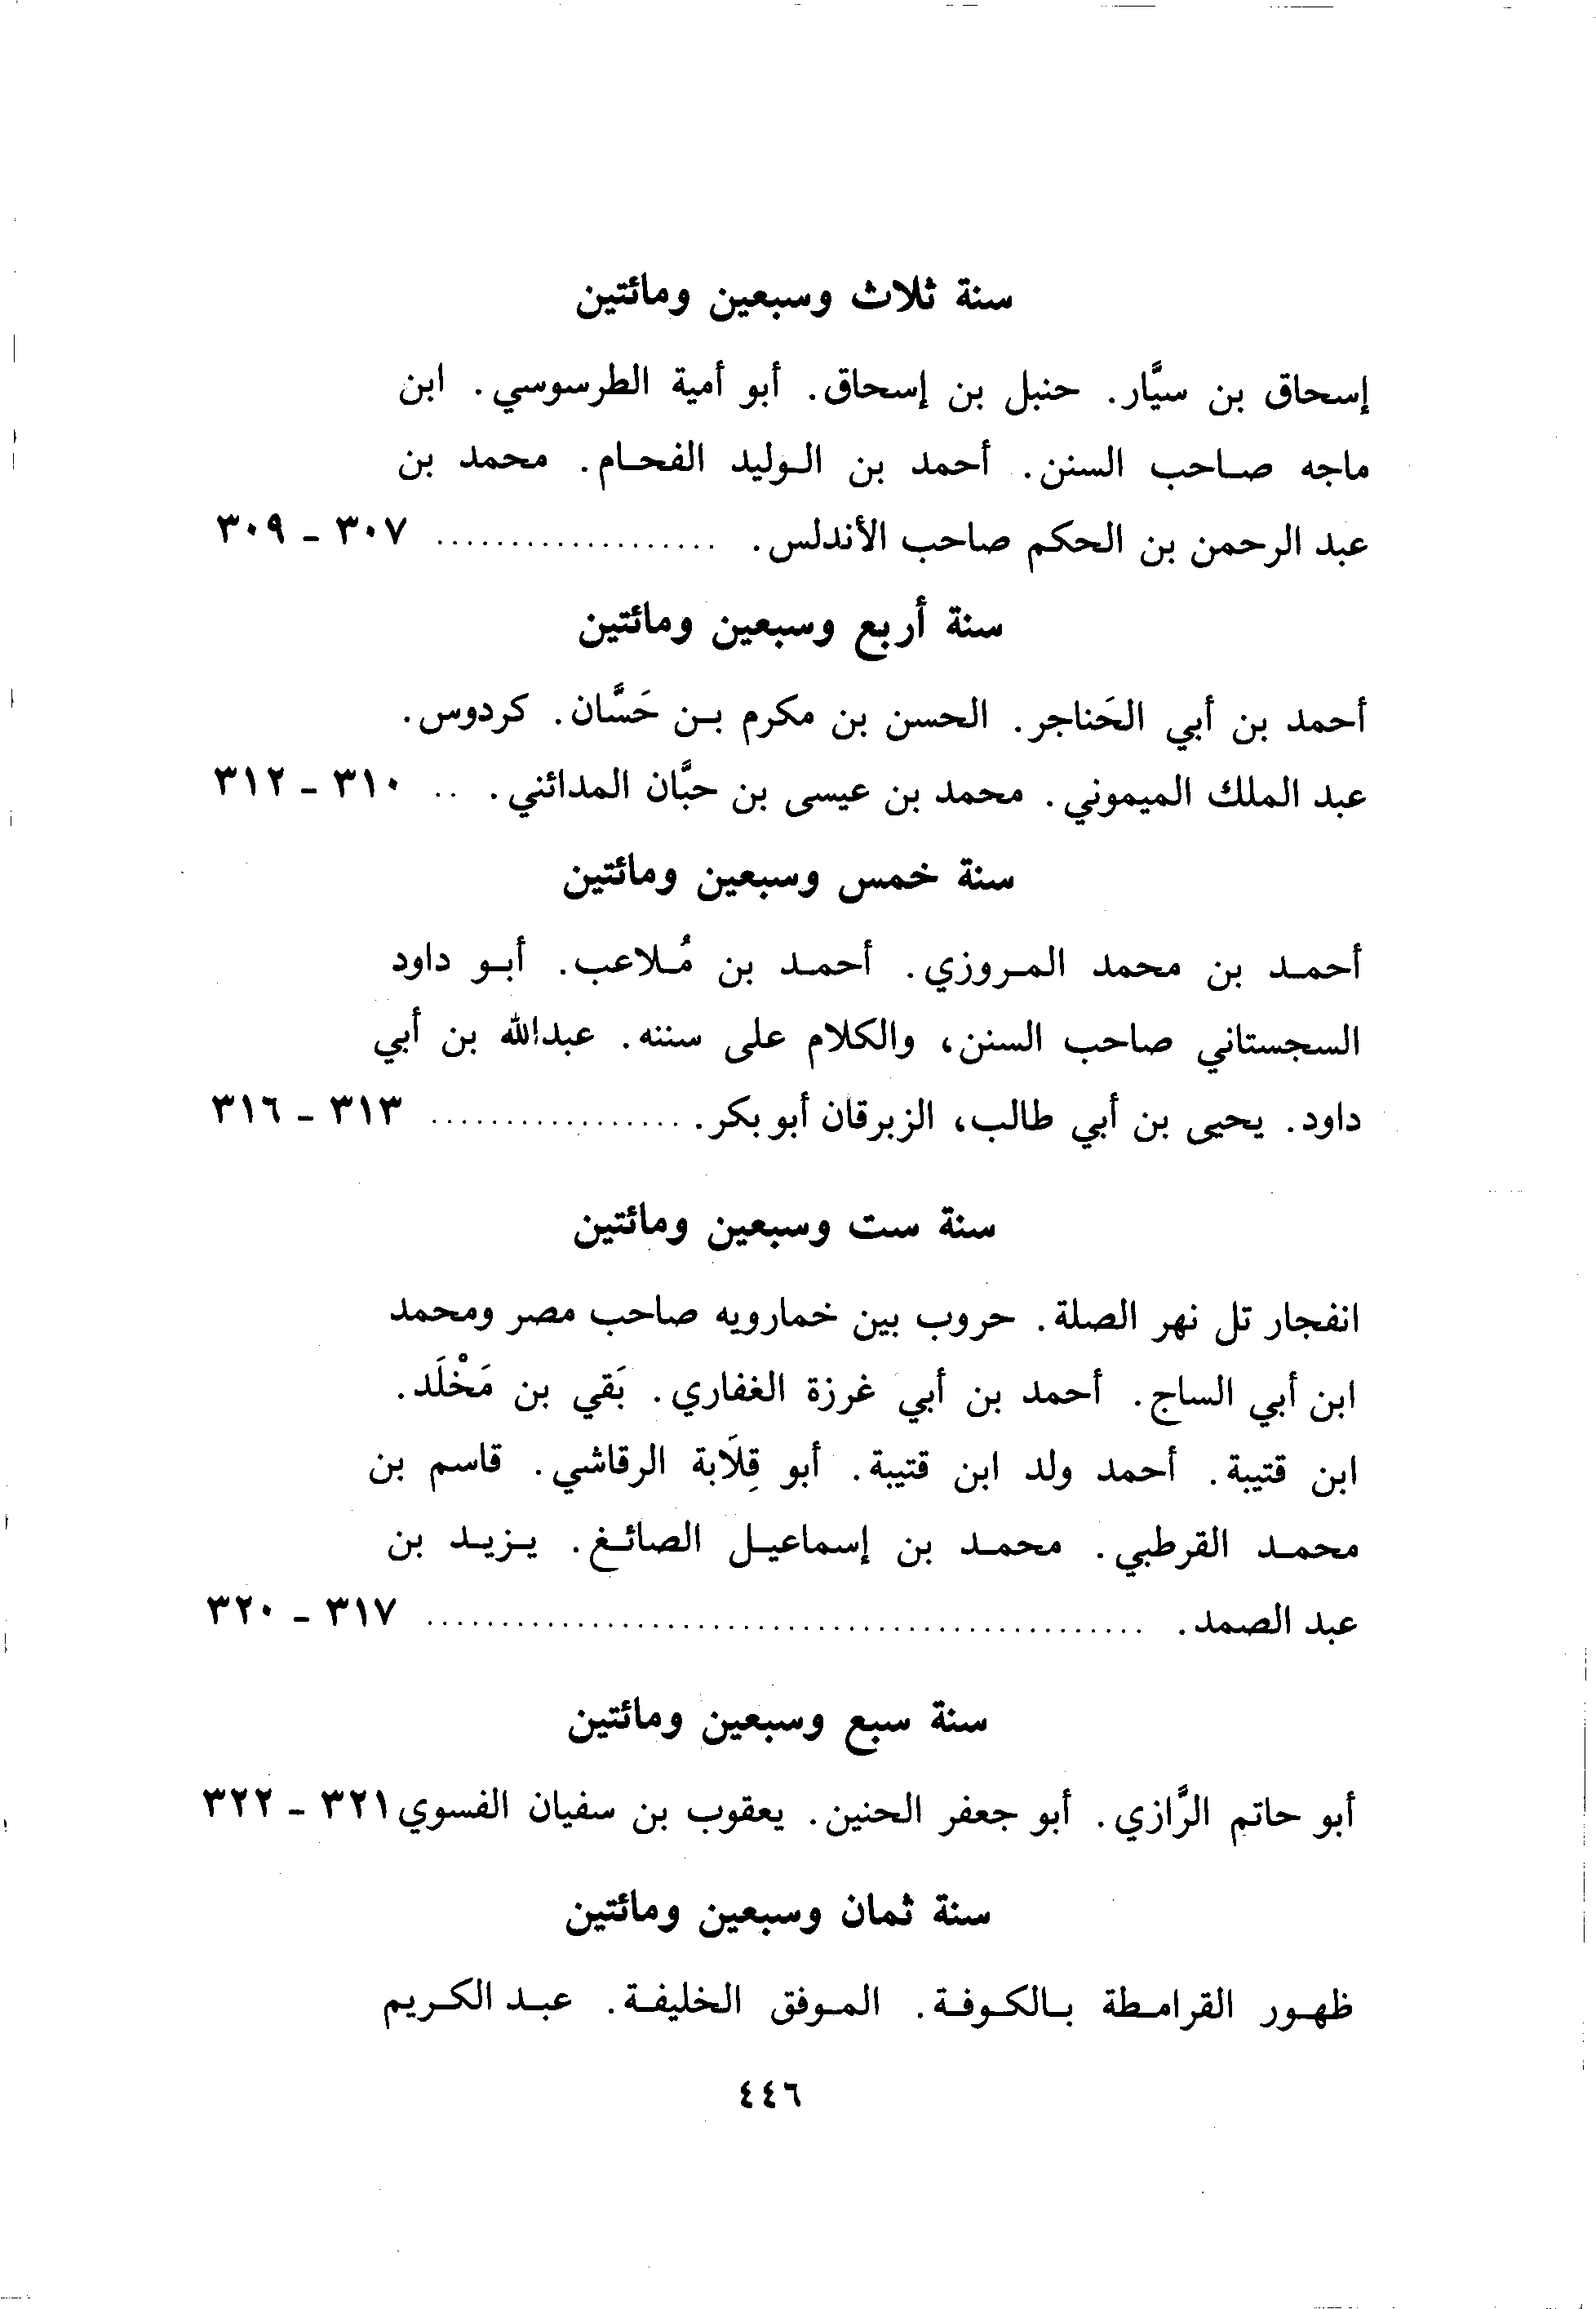 سنة ثلاث وسبعين ومائتين
إسحاق بن سيَّار. حنبل بن إسحاق. أبو أمية الطرسوسي. ابن
ماجه صاحب السنن. أحمد بن الوليد الفحام. محمد بن
عبد الرحمن بن الحكم صاحب الأندلس. ................... ٣٠٧ - ٣٠٩
سنة أربع وسبعين ومائتين
أحمد بن أبي الحَناجر. الحسن بن مكرم بن حَسَّان. كردوس.
عبد الملك الميموني. محمد بن عيسى بن حبَّان المدائني. .. ٣١٠ - ٣١٢
سنة خمس وسبعين ومائتين
أحمد بن محمد المروزي. أحمد بن مُلاعب. أبو داود
السجستاني صاحب السنن، والكلام على سننه. عبدالله بن أبي
داود. يحيى بن أبي طالب، الزبرقان أبو بكر. ................. ٣١٣ - ٣١٦
سنة ست وسبعين ومائتين
انفجار تل نهر الصلة. حروب بين خمارويه صاحب مصر ومحمد
ابن أبي الساج. أحمد بن أبي غرزة الغفاري. بَقي بن مَخْلَد.
ابن قتيبة. أحمد ولد ابن قتيبة. أبو قِلَابة الرقاشي. قاسم بن
محمد القرطبي. محمد بن إسماعيل الصائغ. يزيد بن
عبد الصمد. ................................................ ٣١٧ - ٣٢٠
سنة سبع وسبعين ومائتين
أبو حاتم الرَّازي. أبو جعفر الحنين. يعقوب بن سفيان الفسوي ٣٢١ - ٣٢٢
سنة ثمان وسبعين ومائتين
ظهور القرامطة بالكوفة. الموفق الخليفة. عبد الكريم
٤٤٦